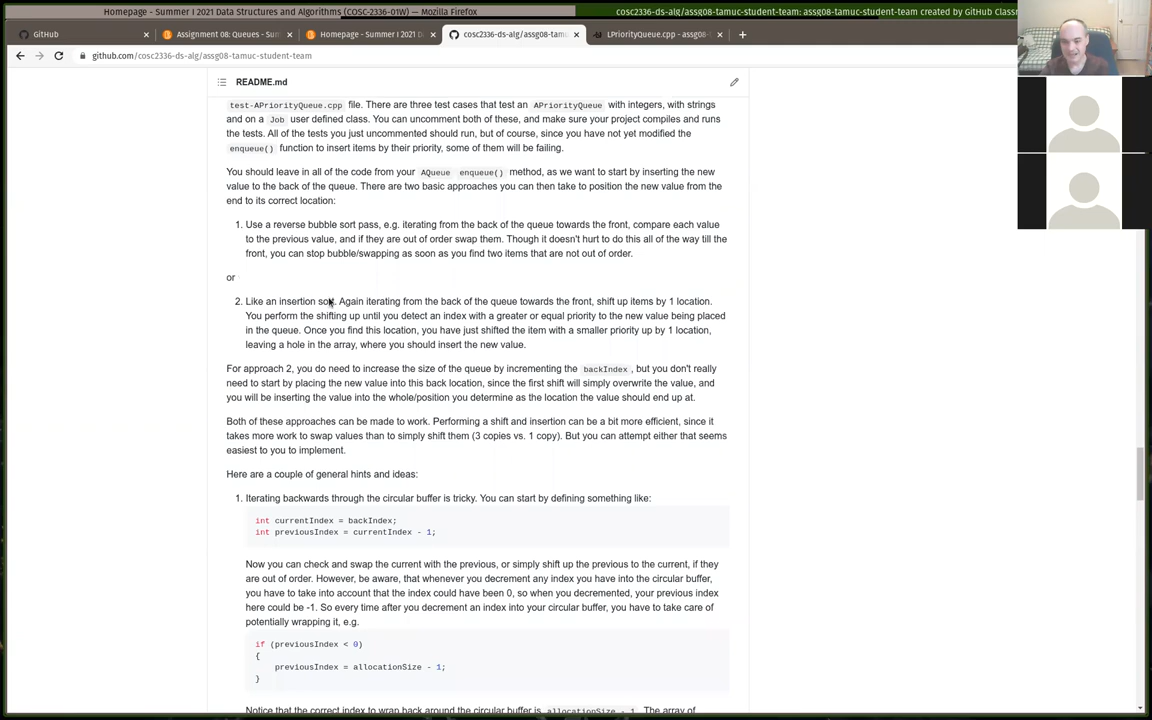 Homepage - Summer I 2021 Data Structures and Algorithms (COSC-2336-01W) — Mozilla Firefox
cosc2336-ds-alg/assg08-tamuc-student-team: assg08-tamuc-student-team created by GitHub Classr
GitHub
Assignment 08: Queues - Sum
Homepage - Summer I 2021 D
cosc2336-ds-alg/assg08-tamu
LPriorityQueue.cpp - assg08-
github.com/cosc2336-ds-alg/assg08-tamuc-student-team
README.md
test-APriorityQueue.cpp file. There are three test cases that test an APriorityQueue with integers, with strings
and on a Job user defined class. You can uncomment both of these, and make sure your project compiles and runs
the tests. All of the tests you just uncommented should run, but of course, since you have not yet modified the
enqueue() function to insert items by their priority, some of them will be failing.
You should leave in all of the code from your AQueue enqueue() method, as we want to start by inserting the new
value to the back of the queue. There are two basic approaches you can then take to position the new value from the
end to its correct location:
1. Use a reverse bubble sort pass, e.g. iterating from the back of the queue towards the front, compare each value
to the previous value, and if they are out of order swap them. Though it doesn't hurt to do this all of the way till the
front, you can stop bubble/swapping as soon as you find two items that are not out of order.
or
2. Like an insertion sort. Again iterating from the back of the queue towards the front, shift up items by 1 location.
You perform the shifting up until you detect an index with a greater or equal priority to the new value being placed
in the queue. Once you find this location, you have just shifted the item with a smaller priority up by 1 location,
leaving a hole in the array, where you should insert the new value.
For approach 2, you do need to increase the size of the queue by incrementing the backIndex, but you don't really
need to start by placing the new value into this back location, since the first shift will simply overwrite the value, and
you will be inserting the value into the whole/position you determine as the location the value should end up at.
Both of these approaches can be made to work. Performing a shift and insertion can be a bit more efficient, since it
takes more work to swap values than to simply shift them (3 copies vs. 1 copy). But you can attempt either that seems
easiest to you to implement.
Here are a couple of general hints and ideas:
1. Iterating backwards through the circular buffer is tricky. You can start by defining something like:
int currentIndex = backIndex;
int previousIndex = currentIndex - 1;
Now you can check and swap the current with the previous, or simply shift up the previous to the current, if they
are out of order. However, be aware, that whenever you decrement any index you have into the circular buffer,
you have to take into account that the index could have been 0, so when you decremented, your previous index
here could be -1. So every time after you decrement an index into your circular buffer, you have to take care of
potentially wrapping it, e.g.
if (previousIndex < 0)
{
previousIndex = allocationSize - 1;
}
Notice that the correct index to wrap back around the circular buffer is allocationSize - 1. The array of